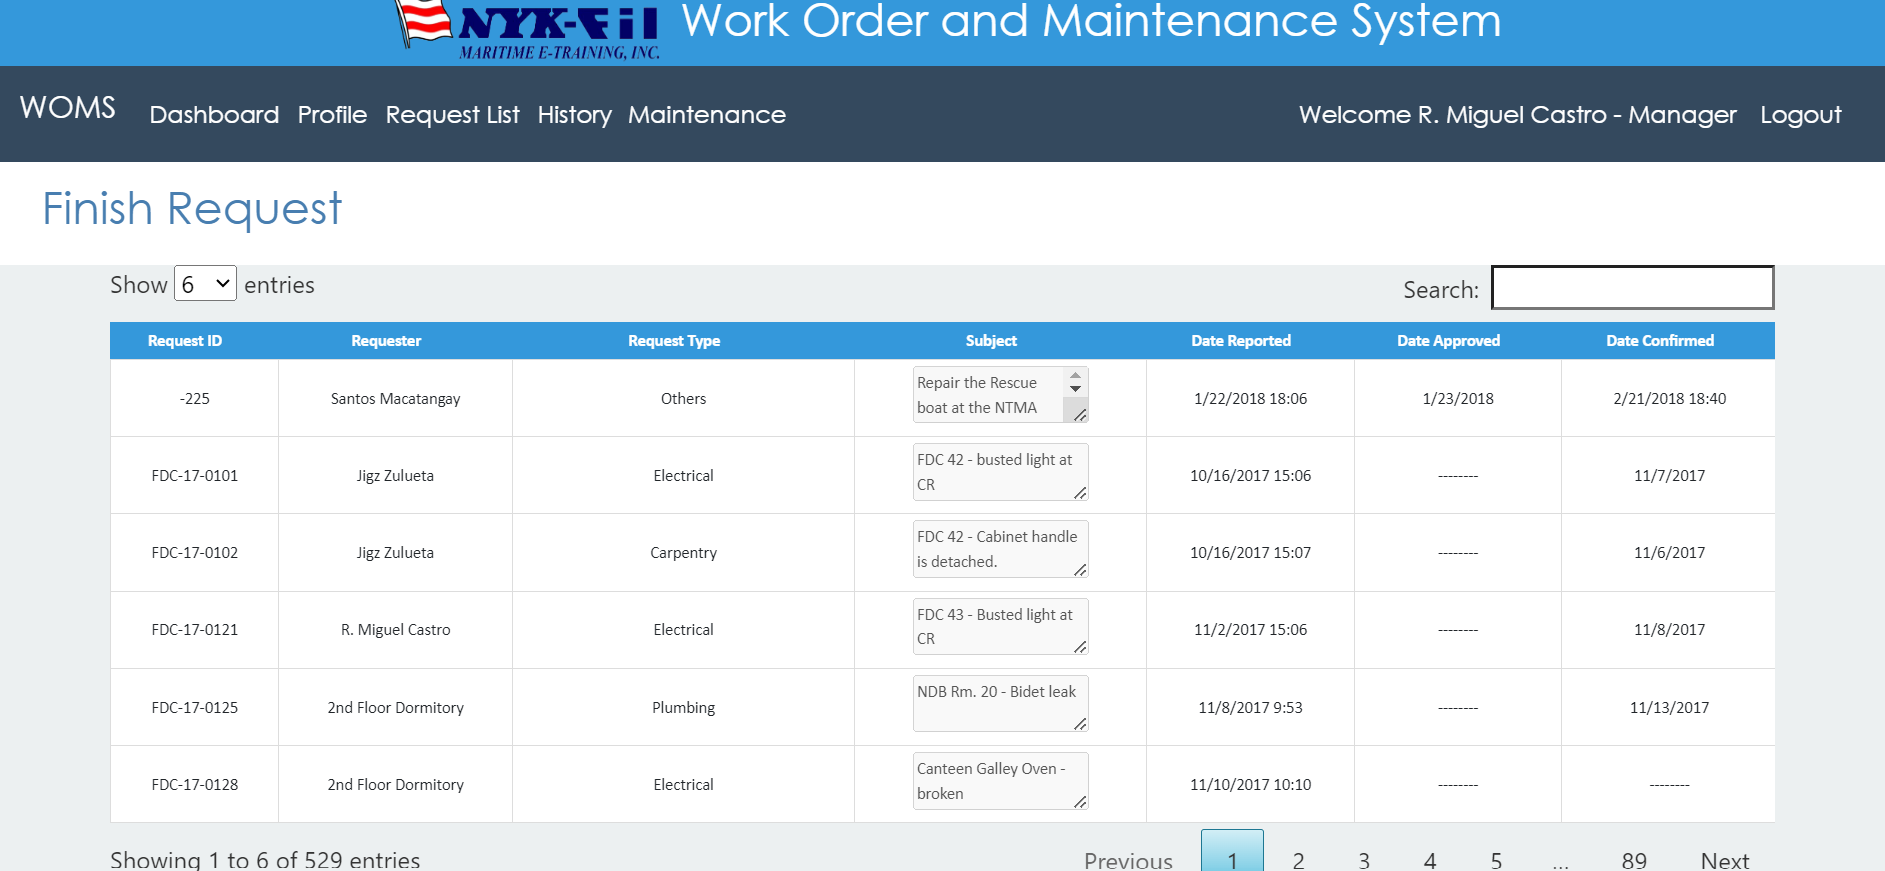 NYK-Fil Work Order and Maintenance System
MARITIME E-TRAINING, INC.
WOMS Dashboard Profile Request List History Maintenance Welcome R. Miguel Castro - Manager Logout
Finish Request
Show 6 entries Search:
Request ID Requester Request Type Subject Date Reported Date Approved Date Confirmed
-225 Santos Macatangay Others Repair the Rescue boat at the NTMA 1/22/2018 18:06 1/23/2018 2/21/2018 18:40
FDC-17-0101 Jigz Zulueta Electrical FDC 42 - busted light at CR 10/16/2017 15:06 -------- 11/7/2017
FDC-17-0102 Jigz Zulueta Carpentry FDC 42 - Cabinet handle is detached. 10/16/2017 15:07 -------- 11/6/2017
FDC-17-0121 R. Miguel Castro Electrical FDC 43 - Busted light at CR 11/2/2017 15:06 -------- 11/8/2017
FDC-17-0125 2nd Floor Dormitory Plumbing NDB Rm. 20 - Bidet leak 11/8/2017 9:53 -------- 11/13/2017
FDC-17-0128 2nd Floor Dormitory Electrical Canteen Galley Oven - broken 11/10/2017 10:10 -------- --------
Showing 1 to 6 of 529 entries Previous 1 2 3 4 5 ... 89 Next